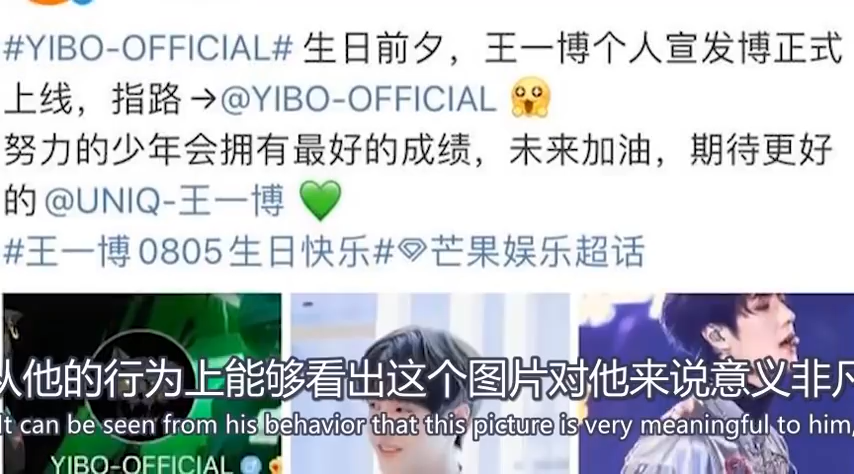 #YIBO-OFFICIAL# 生日前夕，王一博个人宣发博正式
上线，指路→@YIBO-OFFICIAL
努力的少年会拥有最好的成绩，未来加油，期待更好
的 @UNIQ-王一博
#王一博0805生日快乐# 芒果娱乐超话
从他的行为上能够看出这个图片对他来说意义非凡
It can be seen from his behavior that this picture is very meaningful to him,
YIBO-OFFICIAL